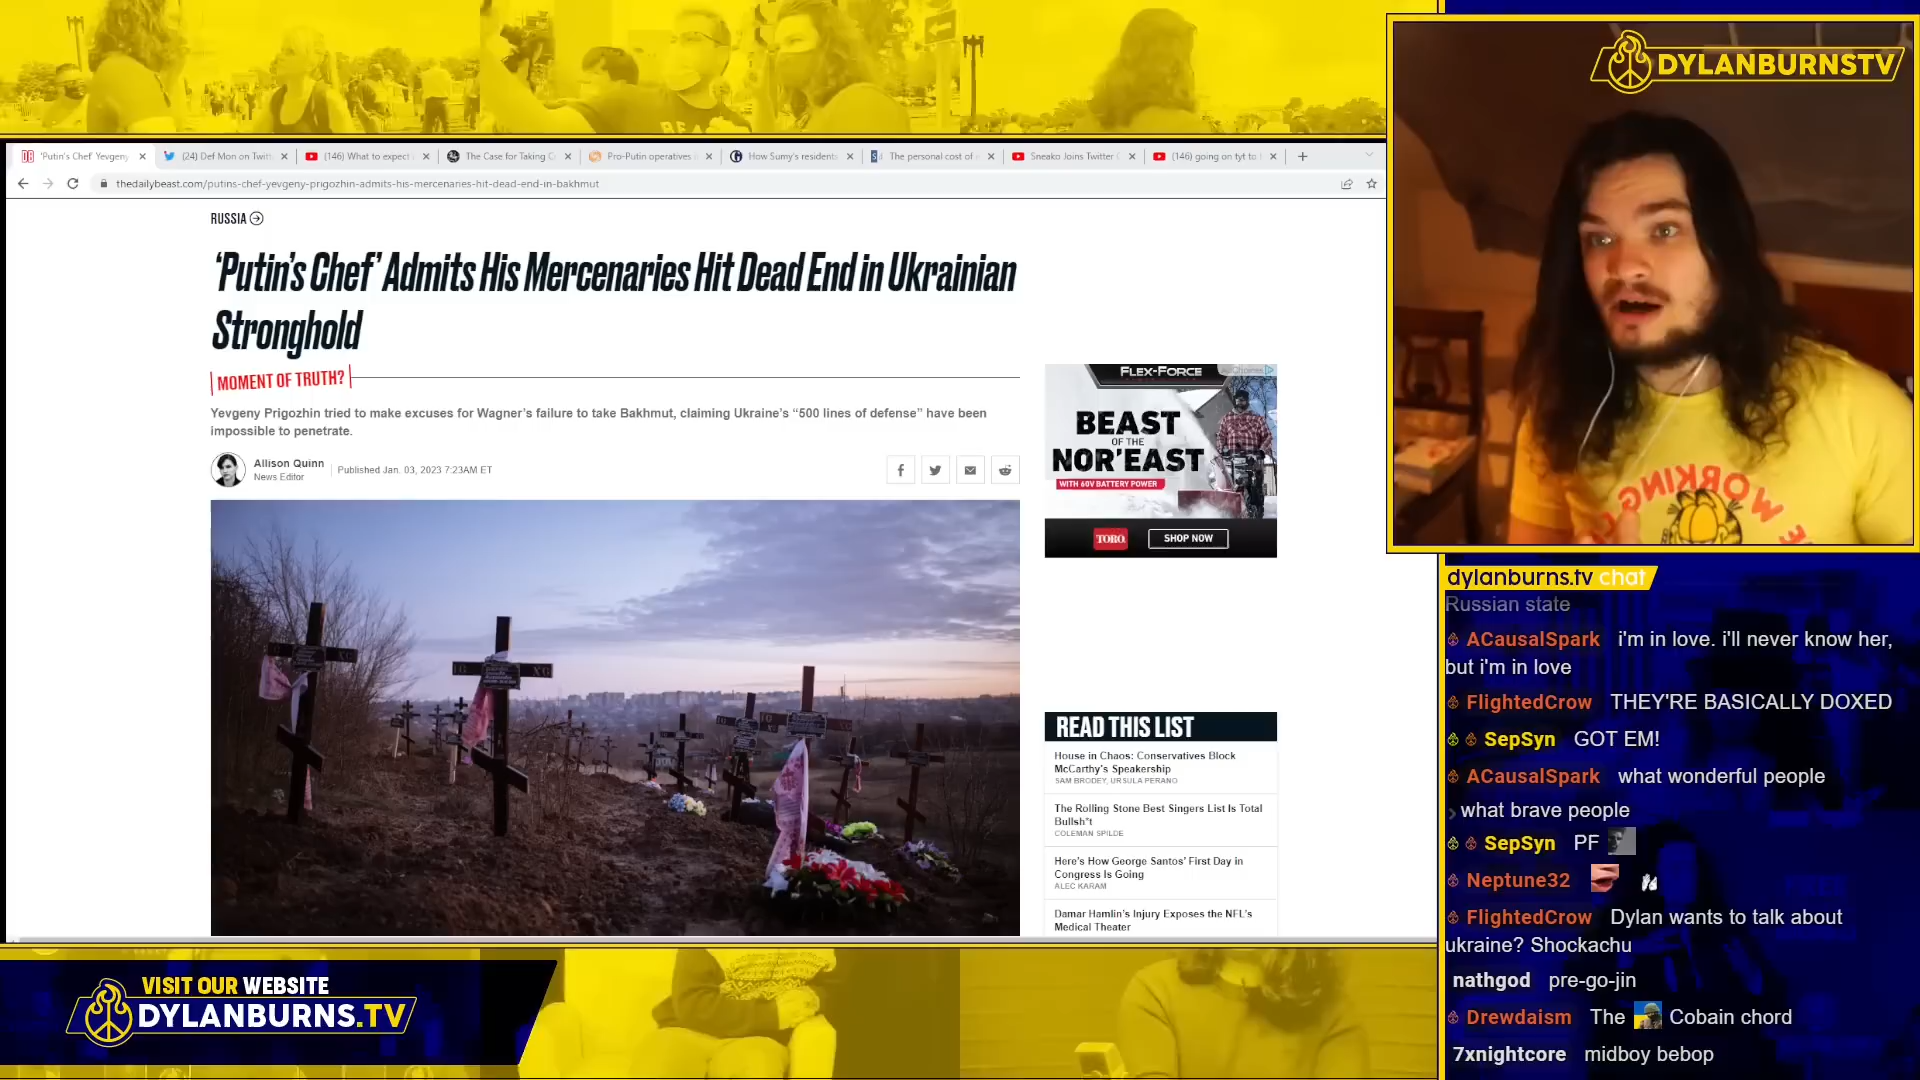 'Putin's Chef' Yevgeny
(24) Def Mon on Twitt
(146) What to expect
The Case for Taking C
Pro-Putin operatives
How Sumy's residents
The personal cost of
Sneako Joins Twitter
(146) going on tyt to
thedailybeast.com/putins-chef-yevgeny-prigozhin-admits-his-mercenaries-hit-dead-end-in-bakhmut
RUSSIA
'Putin's Chef' Admits His Mercenaries Hit Dead End in Ukrainian
Stronghold
MOMENT OF TRUTH?
Yevgeny Prigozhin tried to make excuses for Wagner's failure to take Bakhmut, claiming Ukraine's "500 lines of defense" have been
impossible to penetrate.
Allison Quinn
News Editor
Published Jan. 03, 2023 7:23AM ET
FLEX-FORCE
BEAST
OF THE
NOR'EAST
WITH 60V BATTERY POWER
TORO
SHOP NOW
READ THIS LIST
House in Chaos: Conservatives Block
McCarthy's Speakership
SAM BRODEY, URSULA PERANO
The Rolling Stone Best Singers List Is Total
Bullsh*t
COLEMAN SPILDE
Here's How George Santos' First Day in
Congress Is Going
ALEC KARAM
Damar Hamlin's Injury Exposes the NFL's
Medical Theater
VISIT OUR WEBSITE
DYLANBURNS.TV
DYLANBURNSTV
WORKING
dylanburns.tv chat
Russian state
ACausalSpark i'm in love. i'll never know her,
but i'm in love
FlightedCrow THEY'RE BASICALLY DOXED
SepSyn GOT EM!
ACausalSpark what wonderful people
what brave people
SepSyn PF
Neptune32
FlightedCrow Dylan wants to talk about
ukraine? Shockachu
nathgod pre-go-jin
Drewdaism The Cobain chord
7xnightcore midboy bebop